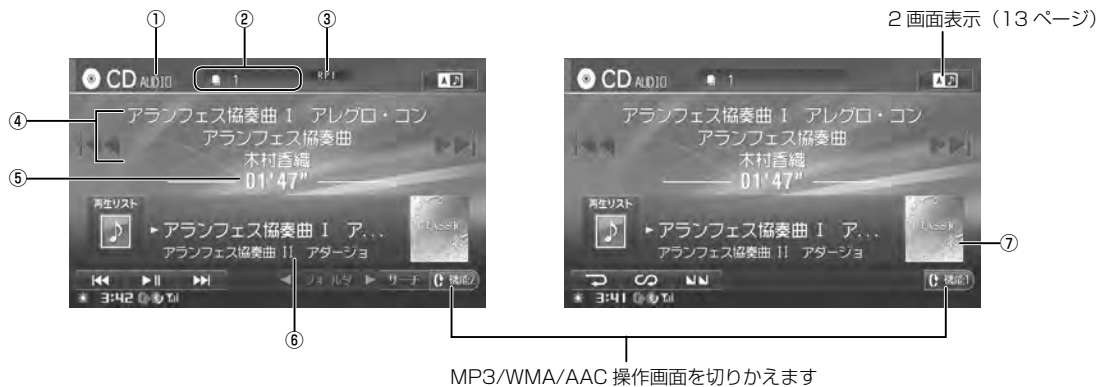 ① ② ③ 2 画面表示（13 ページ）
CD AUDIO 1 RPT
④ アランフェス協奏曲 I アレグロ・コン
アランフェス協奏曲
木村香織
⑤ 01'47"
再生リスト
アランフェス協奏曲 I ア...
アランフェス協奏曲 II アダージョ
フォルダ サーチ 機能2
3:42
⑥
CD AUDIO 1
アランフェス協奏曲 I アレグロ・コン
アランフェス協奏曲
木村香織
01'47"
再生リスト
アランフェス協奏曲 I ア...
アランフェス協奏曲 II アダージョ
CLASSIC
⑦
機能1
3:41
MP3/WMA/AAC 操作画面を切りかえます